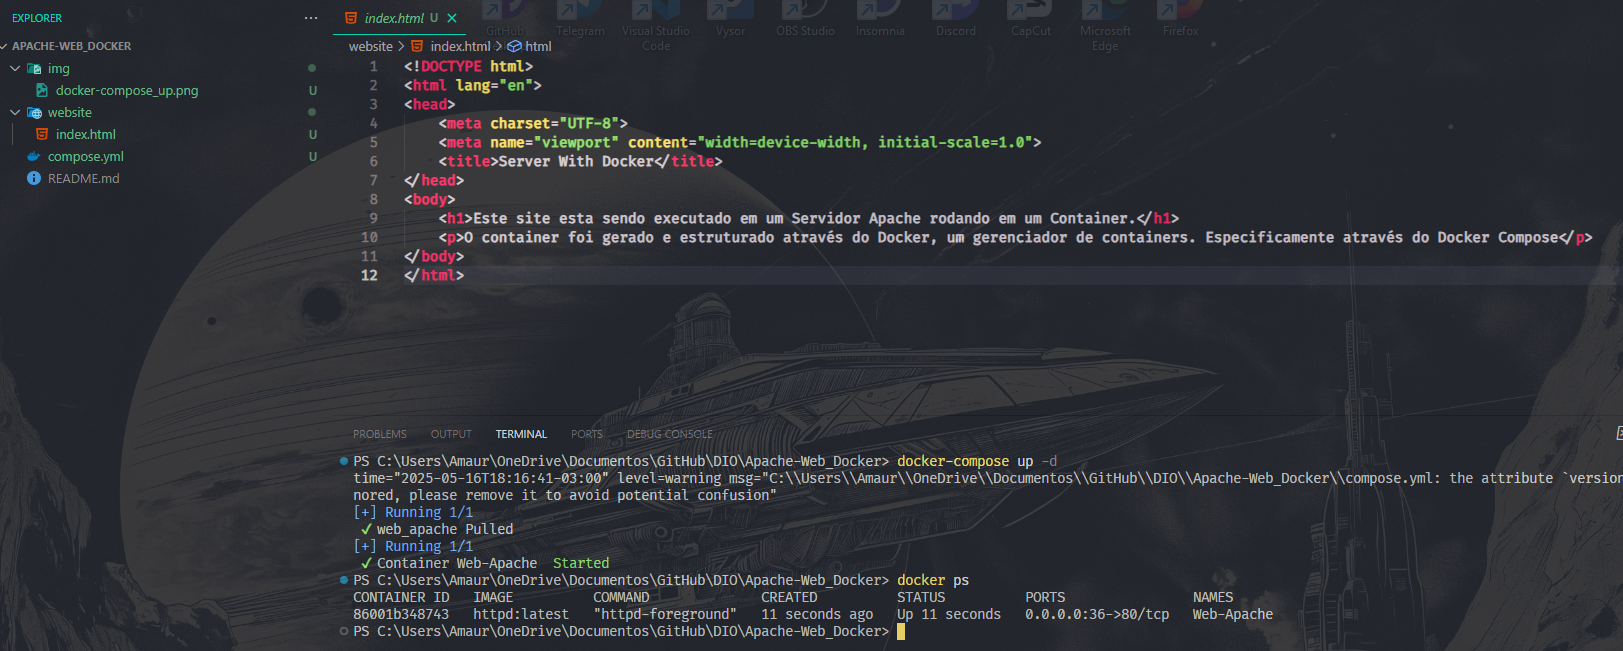 EXPLORER
APACHE-WEB_DOCKER
img
docker-compose_up.png U
website
index.html U
compose.yml U
README.md
index.html U
GitHub Telegram Visual Studio Code Vysor OBS Studio Insomnia Discord CapCut Microsoft Edge Firefox
website > index.html > html
1 <!DOCTYPE html>
2 <html lang="en">
3 <head>
4 <meta charset="UTF-8">
5 <meta name="viewport" content="width=device-width, initial-scale=1.0">
6 <title>Server With Docker</title>
7 </head>
8 <body>
9 <h1>Este site esta sendo executado em um Servidor Apache rodando em um Container.</h1>
10 <p>O container foi gerado e estruturado através do Docker, um gerenciador de containers. Especificamente através do Docker Compose</p>
11 </body>
12 </html>
PROBLEMS OUTPUT TERMINAL PORTS DEBUG CONSOLE
PS C:\Users\Amaur\OneDrive\Documentos\GitHub\DIO\Apache-Web_Docker> docker-compose up -d
time="2025-05-16T18:16:41-03:00" level=warning msg="C:\\Users\\Amaur\\OneDrive\\Documentos\\GitHub\\DIO\\Apache-Web_Docker\\compose.yml: the attribute `version
nored, please remove it to avoid potential confusion"
[+] Running 1/1
✓ web_apache Pulled
[+] Running 1/1
✓ Container Web-Apache Started
PS C:\Users\Amaur\OneDrive\Documentos\GitHub\DIO\Apache-Web_Docker> docker ps
CONTAINER ID IMAGE COMMAND CREATED STATUS PORTS NAMES
86001b348743 httpd:latest "httpd-foreground" 11 seconds ago Up 11 seconds 0.0.0.0:36->80/tcp Web-Apache
PS C:\Users\Amaur\OneDrive\Documentos\GitHub\DIO\Apache-Web_Docker>